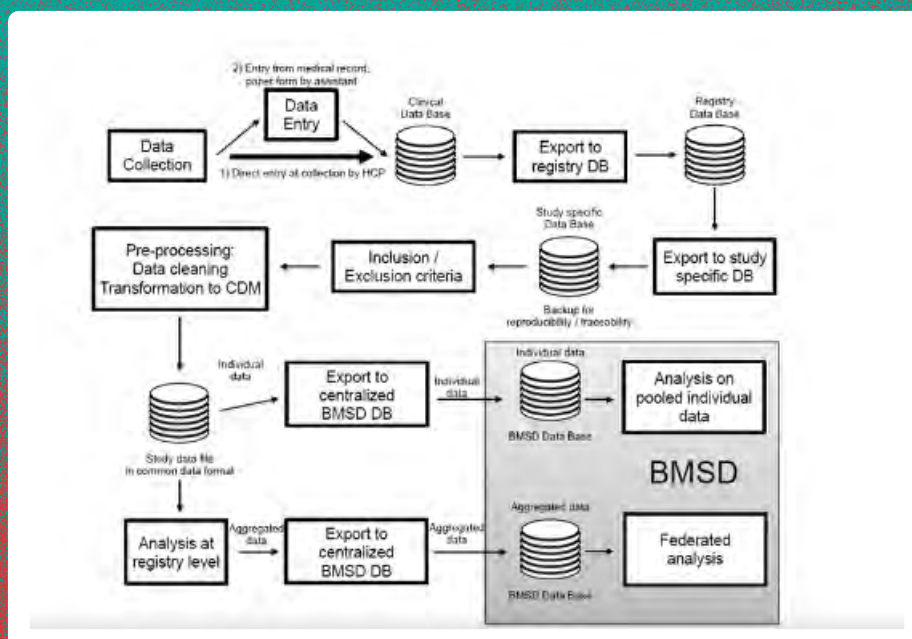 2) Entry from medical record,
paper form by assistant
Data
Entry
Clinical
Data Base
Registry
Data Base
Data
Collection
Export to
registry DB
1) Direct entry at collection by HCP
Study specific
Data Base
Pre-processing:
Data cleaning
Transformation to CDM
Inclusion /
Exclusion criteria
Export to study
specific DB
Backup for
reproducibility / traceability
Individual
data
Export to
centralized
BMSD DB
Individual
data
Individual data
BMSD Data Base
Analysis on
pooled individual
data
Study data file
in common data format
BMSD
Analysis at
registry level
Aggregated
data
Export to
centralized
BMSD DB
Aggregated
data
Aggregated data
BMSD Data Base
Federated
analysis